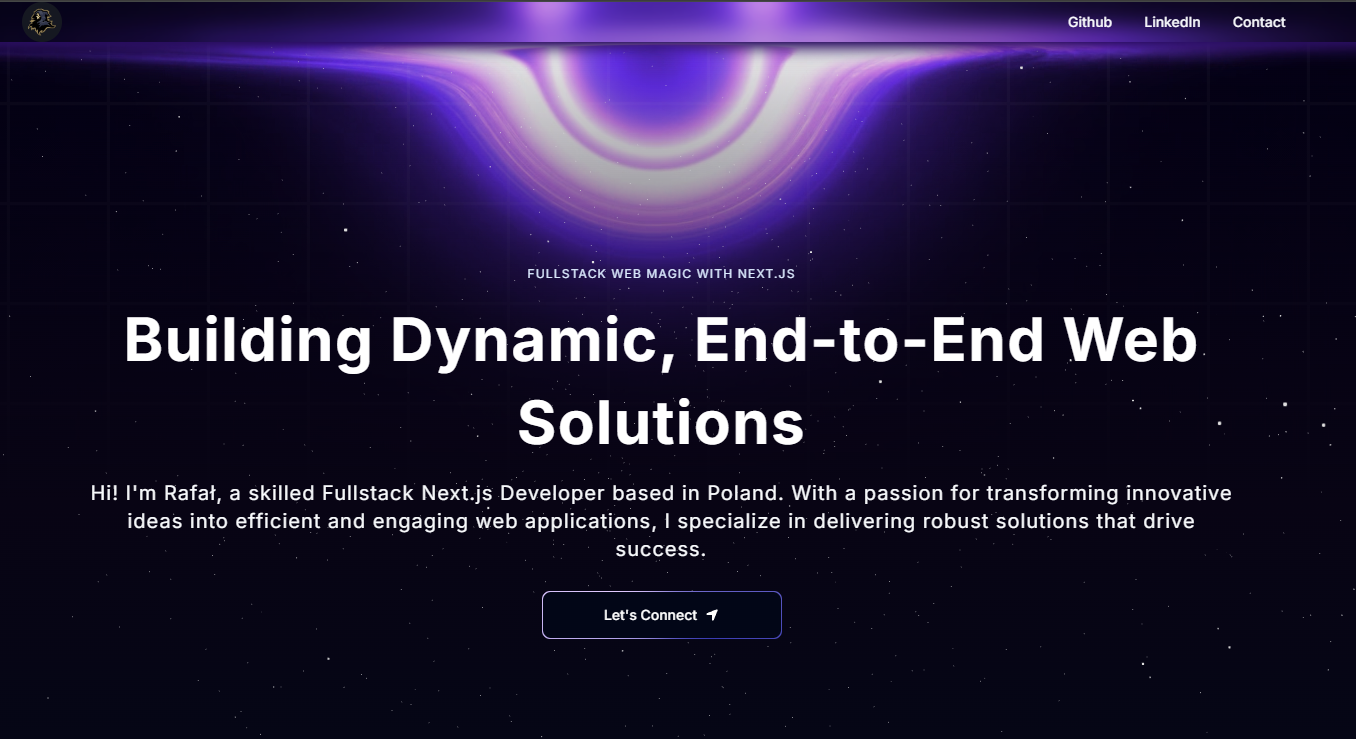 Github LinkedIn Contact
FULLSTACK WEB MAGIC WITH NEXT.JS
Building Dynamic, End-to-End Web
Solutions
Hi! I'm Rafał, a skilled Fullstack Next.js Developer based in Poland. With a passion for transforming innovative
ideas into efficient and engaging web applications, I specialize in delivering robust solutions that drive
success.
Let's Connect